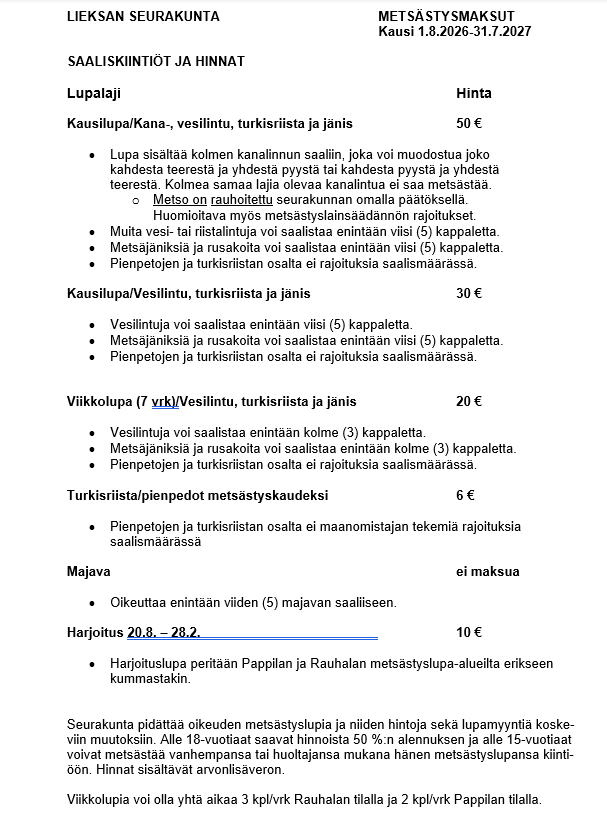 LIEKSAN SEURAKUNTA METSÄSTYSMAKSUT
Kausi 1.8.2026-31.7.2027
SAALISKIINTIÖT JA HINNAT
Lupalaji Hinta
Kausilupa/Kana-, vesilintu, turkisriista ja jänis 50 €
• Lupa sisältää kolmen kanalinnun saaliin, joka voi muodostua joko
kahdesta teerestä ja yhdestä pyystä tai kahdesta pyystä ja yhdestä
teerestä. Kolmea samaa lajia olevaa kanalintua ei saa metsästää.
o Metso on rauhoitettu seurakunnan omalla päätöksellä.
Huomioitava myös metsästyslainsäädännön rajoitukset.
• Muita vesi- tai riistalintuja voi saalistaa enintään viisi (5) kappaletta.
• Metsäjäniksiä ja rusakoita voi saalistaa enintään viisi (5) kappaletta.
• Pienpetojen ja turkisriistan osalta ei rajoituksia saalismäärässä.
Kausilupa/Vesilintu, turkisriista ja jänis 30 €
• Vesilintuja voi saalistaa enintään viisi (5) kappaletta.
• Metsäjäniksiä ja rusakoita voi saalistaa enintään viisi (5) kappaletta.
• Pienpetojen ja turkisriistan osalta ei rajoituksia saalismäärässä.
Viikkolupa (7 vrk)/Vesilintu, turkisriista ja jänis 20 €
• Vesilintuja voi saalistaa enintään kolme (3) kappaletta.
• Metsäjäniksiä ja rusakoita voi saalistaa enintään kolme (3) kappaletta.
• Pienpetojen ja turkisriistan osalta ei rajoituksia saalismäärässä.
Turkisriista/pienpedot metsästyskaudeksi 6 €
• Pienpetojen ja turkisriistan osalta ei maanomistajan tekemiä rajoituksia
saalismäärässä
Majava ei maksua
• Oikeuttaa enintään viiden (5) majavan saaliiseen.
Harjoitus 20.8. – 28.2. 10 €
• Harjoituslupa peritään Pappilan ja Rauhalan metsästyslupa-alueilta erikseen
kummastakin.
Seurakunta pidättää oikeuden metsästyslupia ja niiden hintoja sekä lupamyyntiä koske-
viin muutoksiin. Alle 18-vuotiaat saavat hinnoista 50 %:n alennuksen ja alle 15-vuotiaat
voivat metsästää vanhempansa tai huoltajansa mukana hänen metsästyslupansa kiinti-
öön. Hinnat sisältävät arvonlisäveron.
Viikkolupia voi olla yhtä aikaa 3 kpl/vrk Rauhalan tilalla ja 2 kpl/vrk Pappilan tilalla.